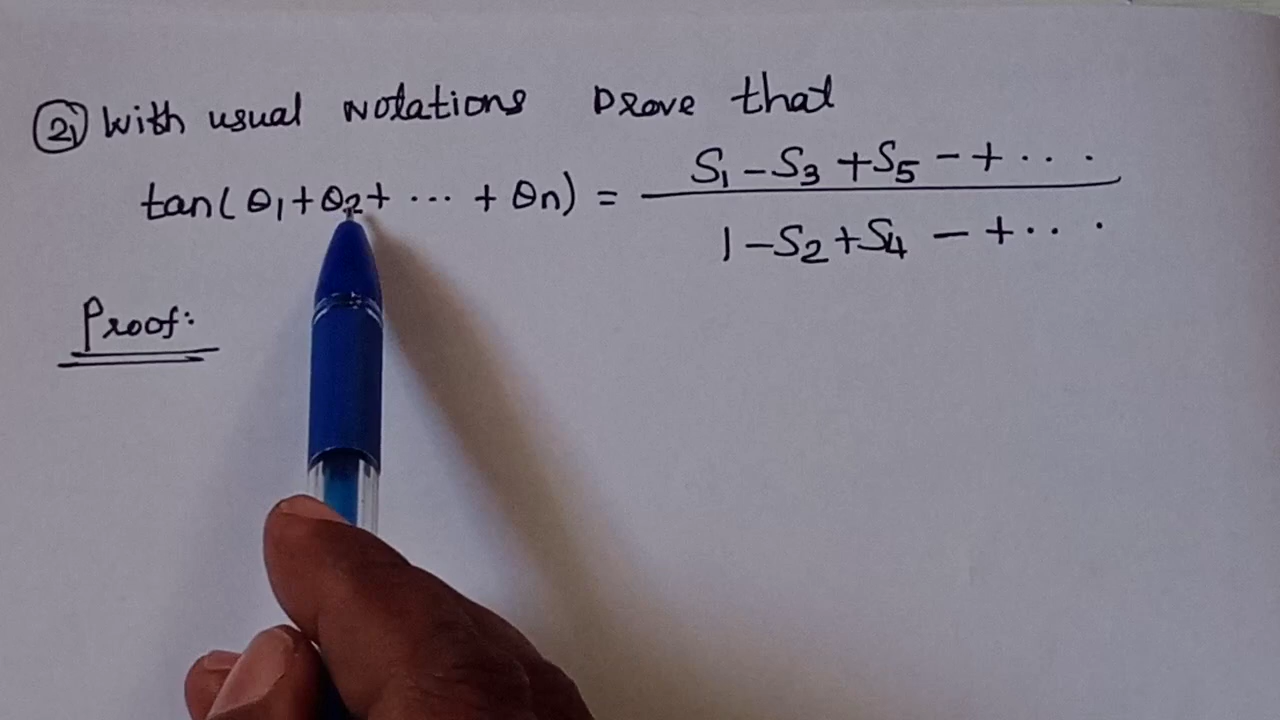 2) With usual notations prove that
tan(θ1+θ2+ ... + θn) = (S1-S3+S5-+....)/(1-S2+S4-+....)
Proof: